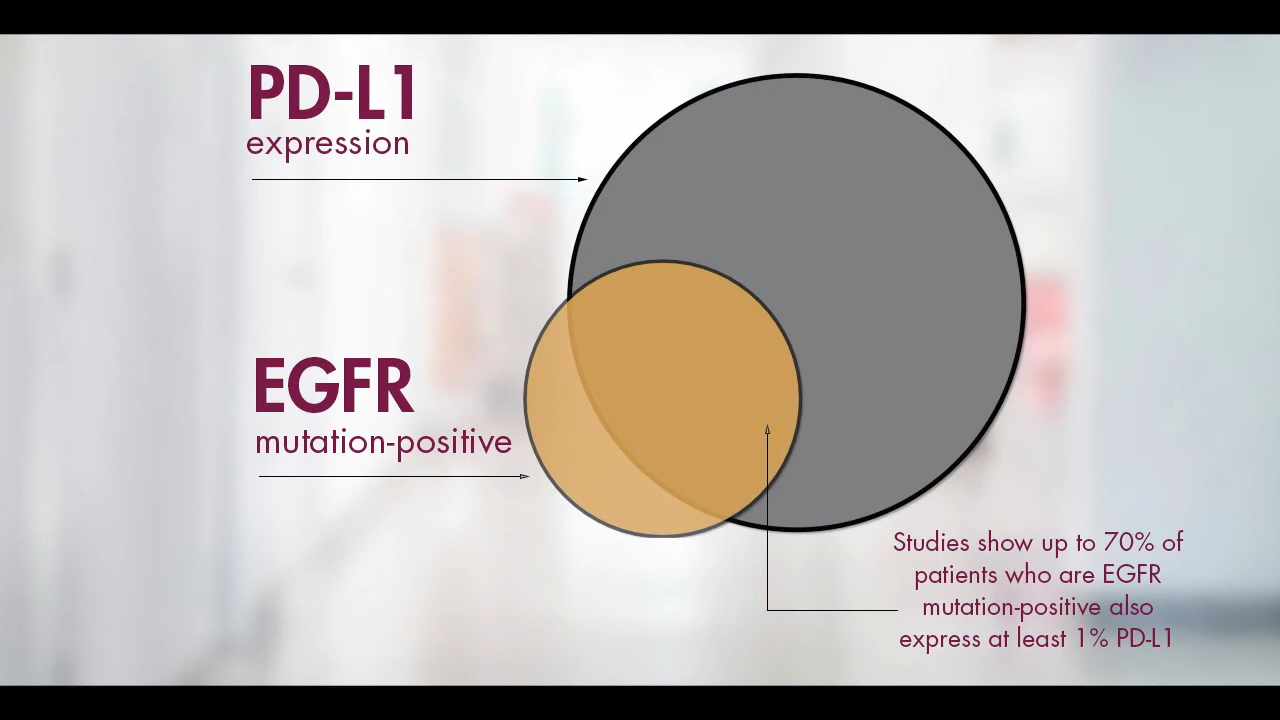 PD-L1
expression
EGFR
mutation-positive
Studies show up to 70% of
patients who are EGFR
mutation-positive also
express at least 1% PD-L1